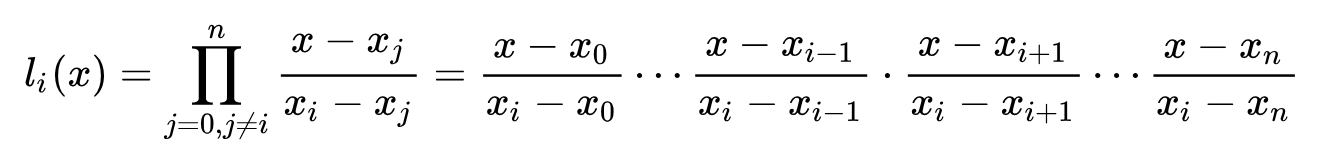 l_i(x) = \prod_{j=0, j \neq i}^{n} \frac{x - x_j}{x_i - x_j} = \frac{x - x_0}{x_i - x_0} \cdots \frac{x - x_{i-1}}{x_i - x_{i-1}} \cdot \frac{x - x_{i+1}}{x_i - x_{i+1}} \cdots \frac{x - x_n}{x_i - x_n}